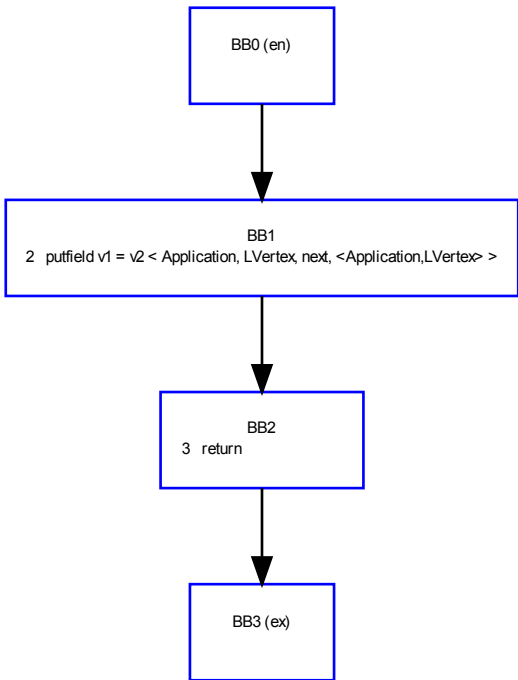 BB0 (en)
BB1
2 putfield v1 = v2 < Application, LVertex, next, <Application,LVertex> >
BB2
3 return
BB3 (ex)